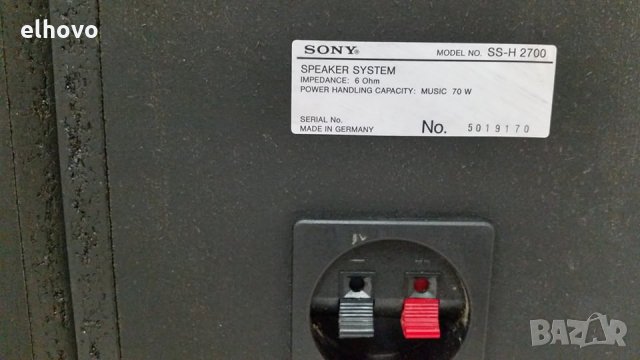 elhovo
SONY MODEL NO. SS-H 2700
SPEAKER SYSTEM
IMPEDANCE: 6 Ohm
POWER HANDLING CAPACITY: MUSIC 70 W
SERIAL No.
MADE IN GERMANY No. 5019170
− +
BAZAR